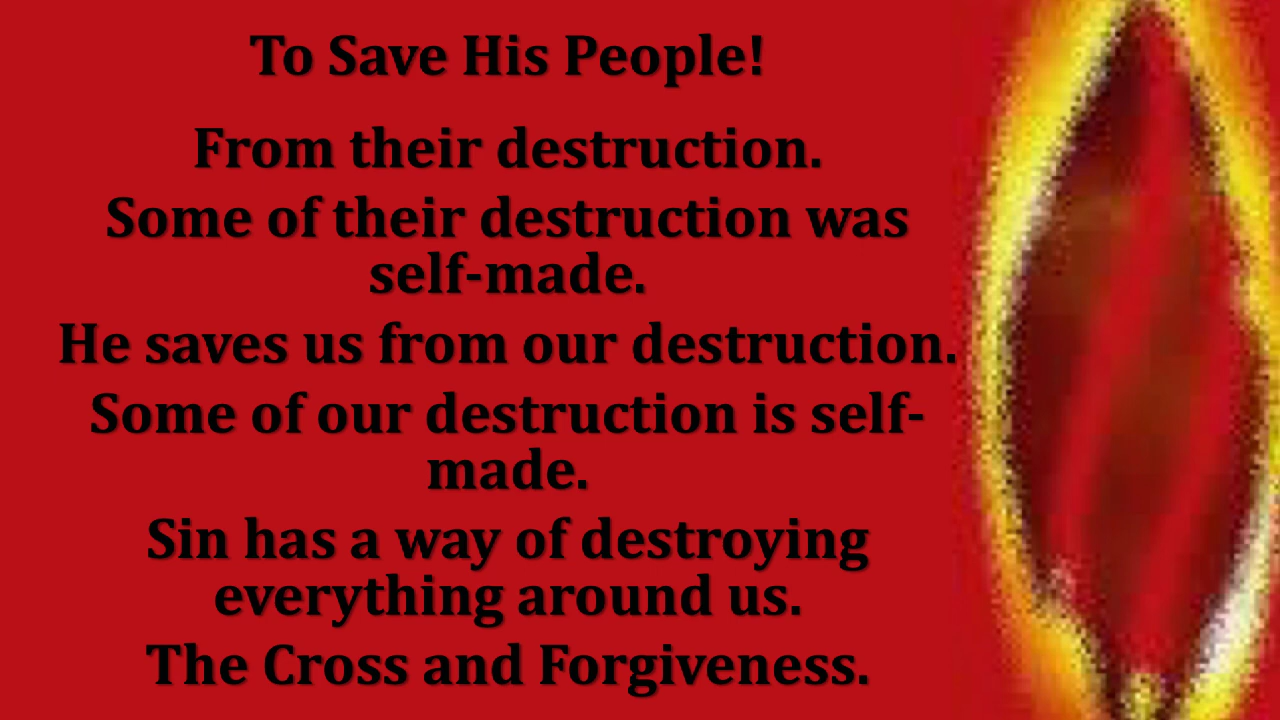 To Save His People!
From their destruction.
Some of their destruction was
self-made.
He saves us from our destruction.
Some of our destruction is self-
made.
Sin has a way of destroying
everything around us.
The Cross and Forgiveness.